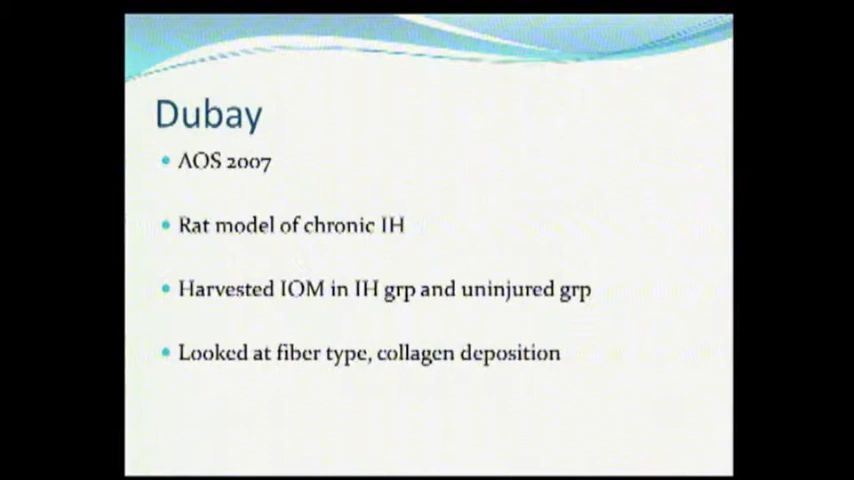 Dubay
AOS 2007
Rat model of chronic IH
Harvested IOM in IH grp and uninjured grp
Looked at fiber type, collagen deposition